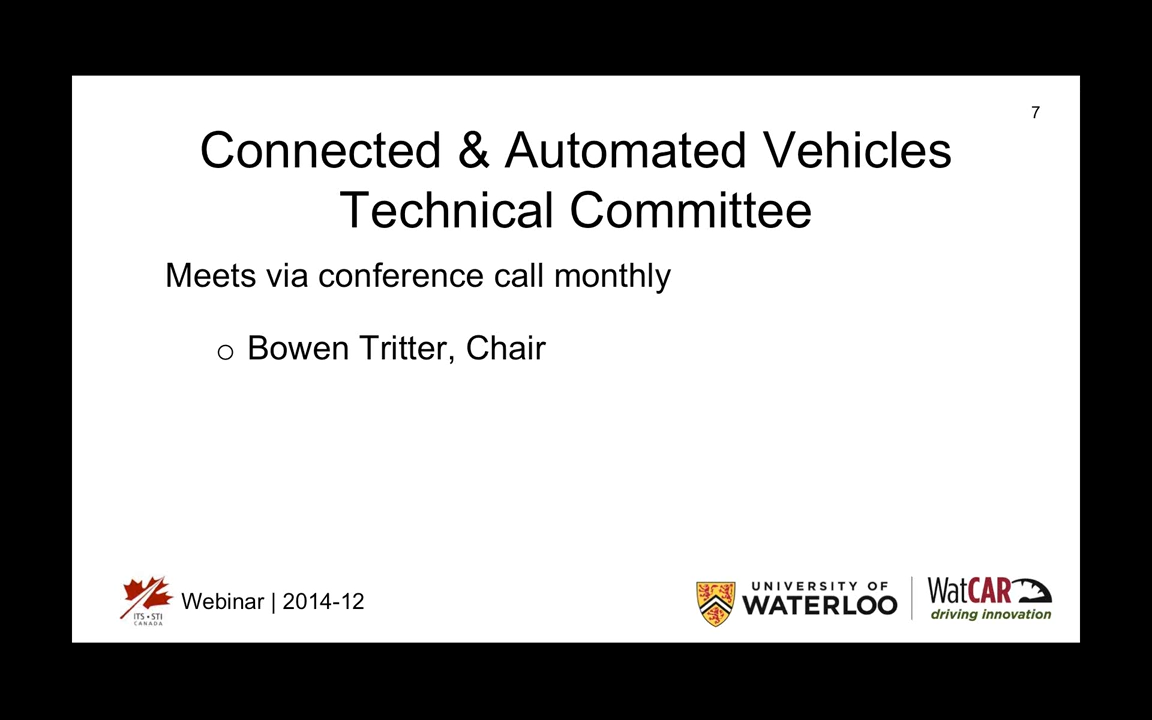 7
Connected & Automated Vehicles
Technical Committee
Meets via conference call monthly
o Bowen Tritter, Chair
ITS • STI
CANADA
Webinar | 2014-12
UNIVERSITY OF
WATERLOO
WatCAR
driving innovation